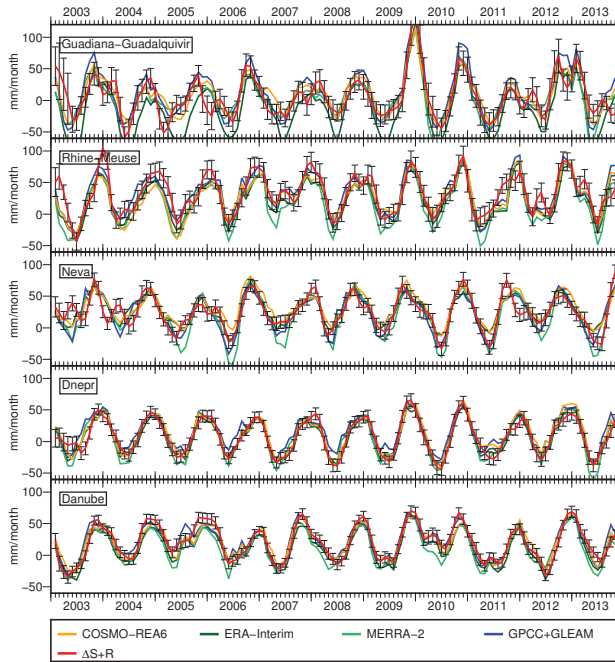 2003 2004 2005 2006 2007 2008 2009 2010 2011 2012 2013
Guadiana−Guadalquivir
100
50
0
−50
mm/month
Rhine−Meuse
100
50
0
−50
mm/month
Neva
100
50
0
−50
mm/month
Dnepr
100
50
0
−50
mm/month
Danube
100
50
0
−50
mm/month
2003 2004 2005 2006 2007 2008 2009 2010 2011 2012 2013
COSMO−REA6 ERA−Interim MERRA−2 GPCC+GLEAM
ΔS+R